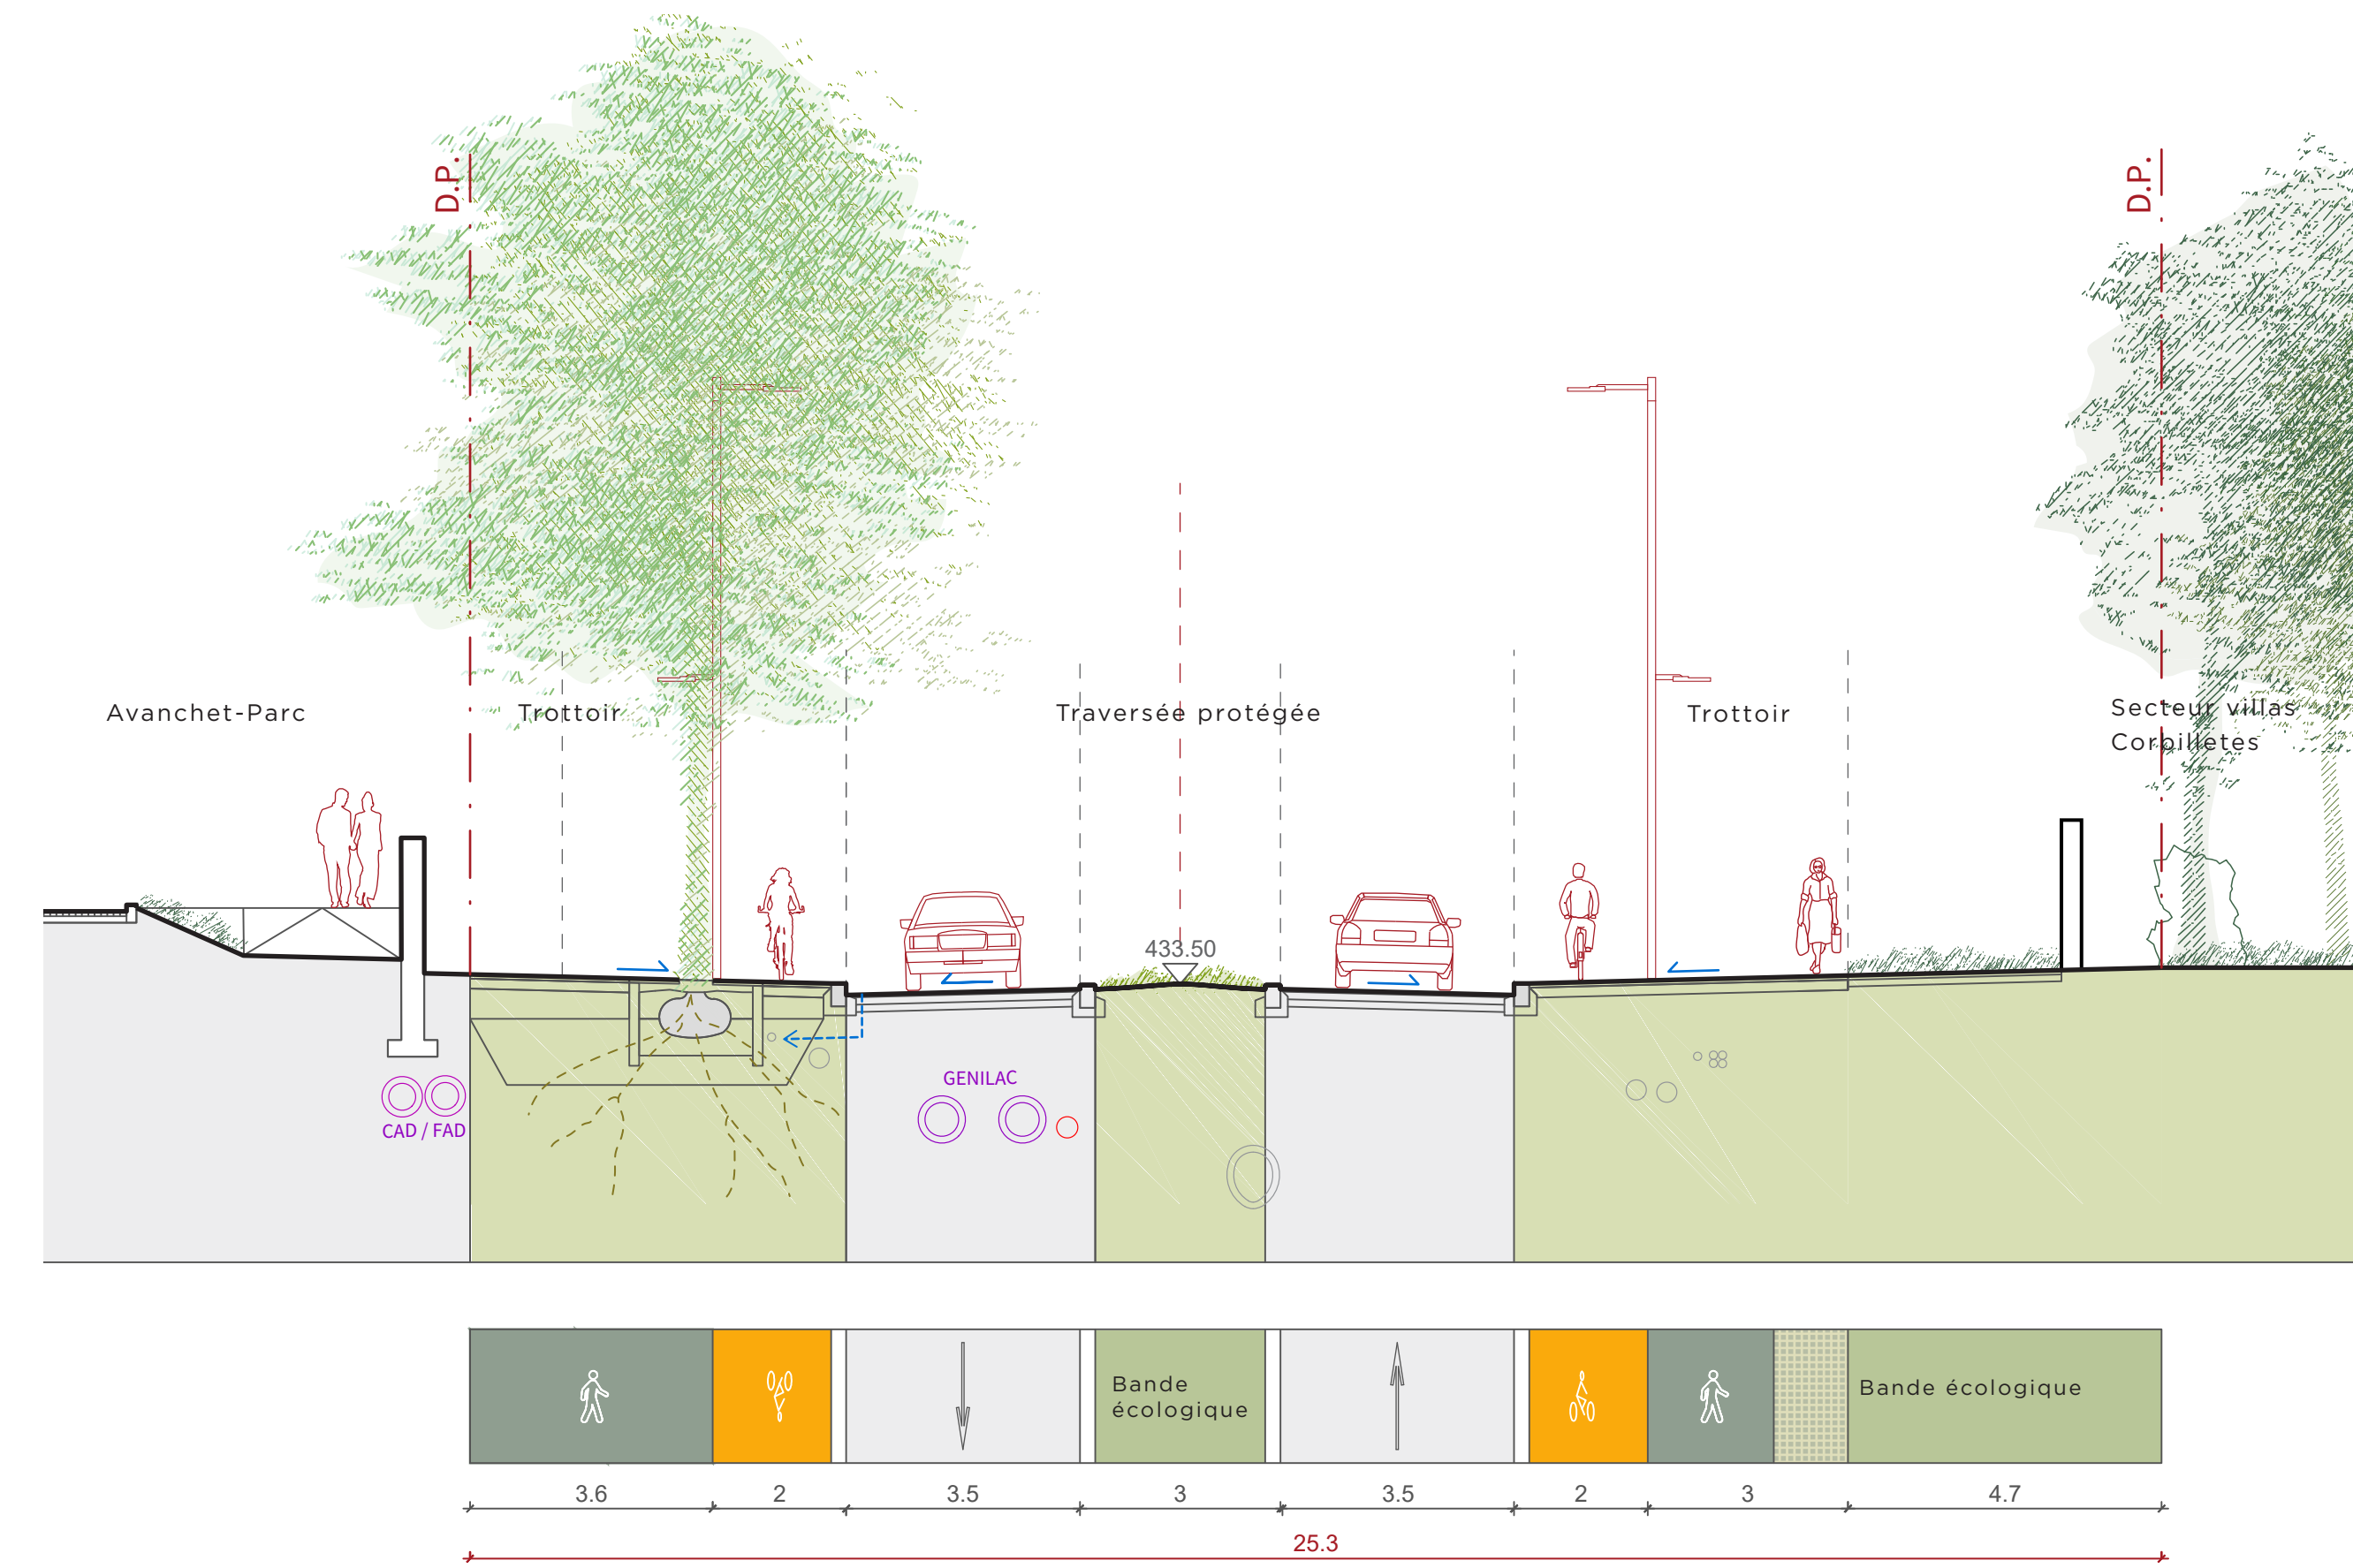 D.P.
D.P.
Avanchet-Parc
Trottoir
Traversée protégée
Trottoir
Secteur villas
Corbilletes
433.50
GENILAC
CAD / FAD
Bande
écologique
Bande écologique
3.6
2
3.5
3
3.5
2
3
4.7
25.3